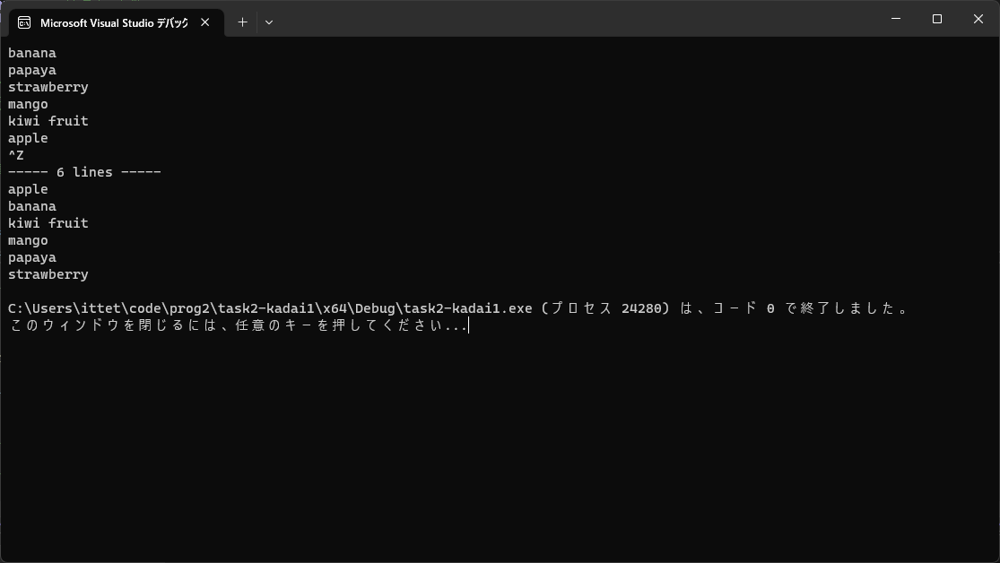 Microsoft Visual Studio デバッグ
banana
papaya
strawberry
mango
kiwi fruit
apple
^Z
----- 6 lines -----
apple
banana
kiwi fruit
mango
papaya
strawberry
C:\Users\ittet\code\prog2\task2-kadai1\x64\Debug\task2-kadai1.exe (プロセス 24280) は、コード 0 で終了しました。
このウィンドウを閉じるには、任意のキーを押してください...